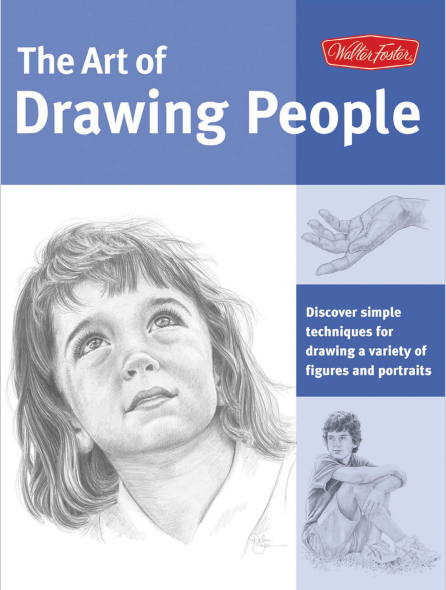 Walter Foster®
The Art of
Drawing People
Discover simple
techniques for
drawing a variety of
figures and portraits